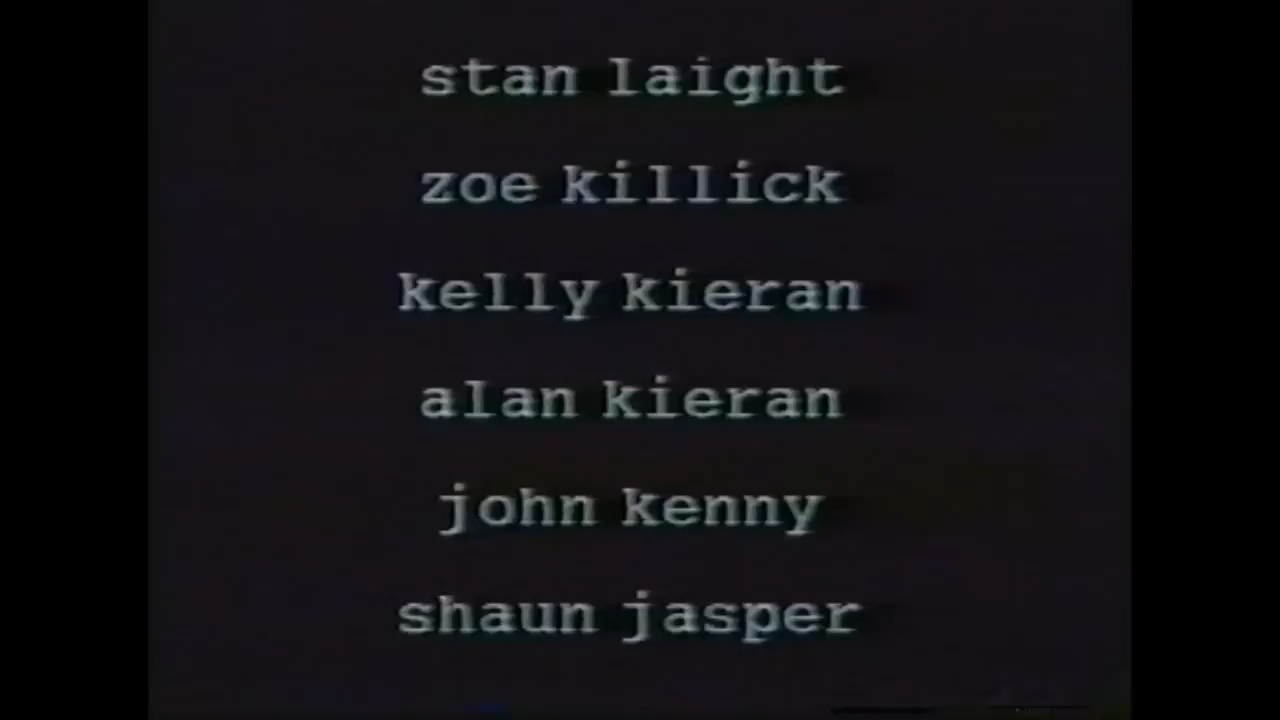 stan laight
zoe killick
kelly kieran
alan kieran
john kenny
shaun jasper